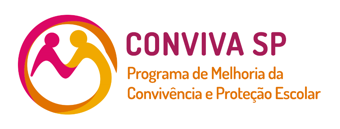 CONVIVA SP
Programa de Melhoria da
Convivência e Proteção Escolar